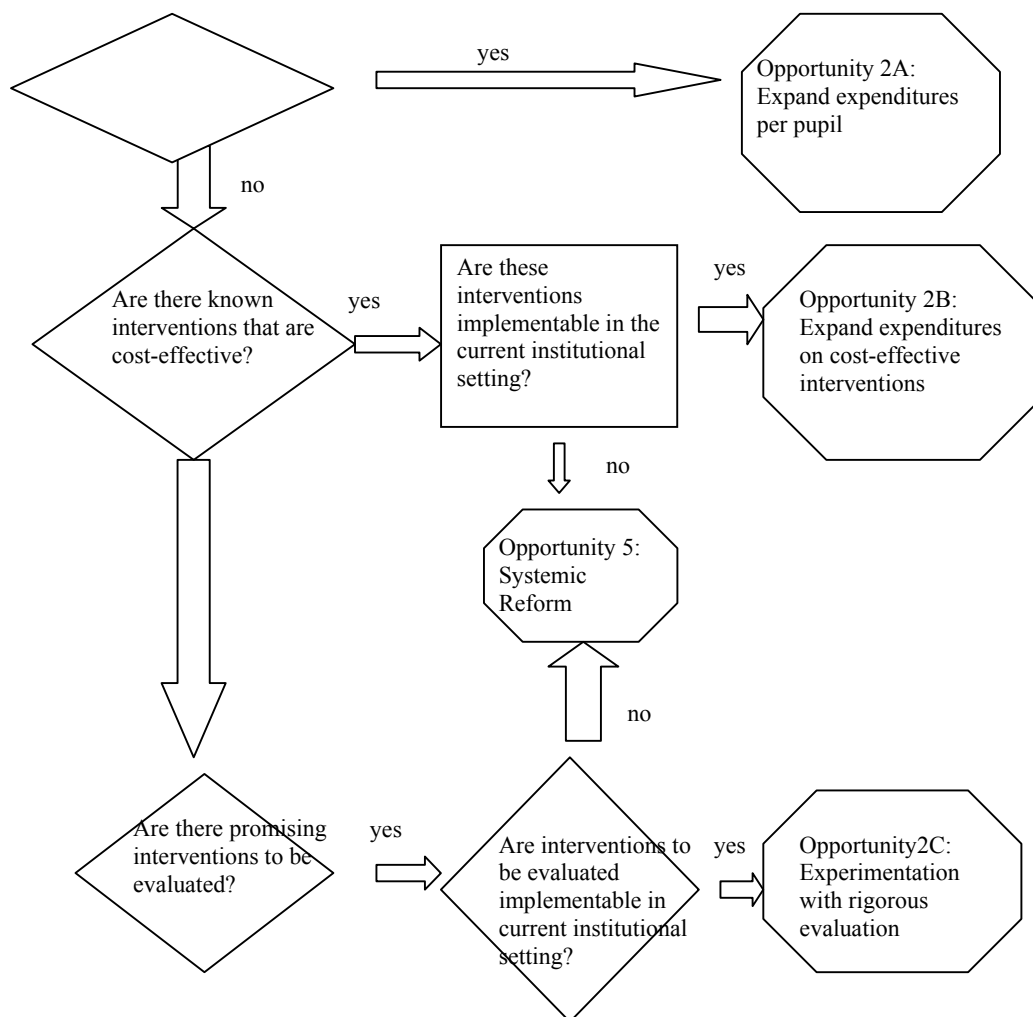 yes
Opportunity 2A:
Expand expenditures
per pupil
no
Are there known
interventions that are
cost-effective?
yes
Are these
interventions
implementable in the
current institutional
setting?
yes
Opportunity 2B:
Expand expenditures
on cost-effective
interventions
no
Opportunity 5:
Systemic
Reform
no
Are there promising
interventions to be
evaluated?
yes
Are interventions to
be evaluated
implementable in
current institutional
setting?
yes
Opportunity2C:
Experimentation
with rigorous
evaluation